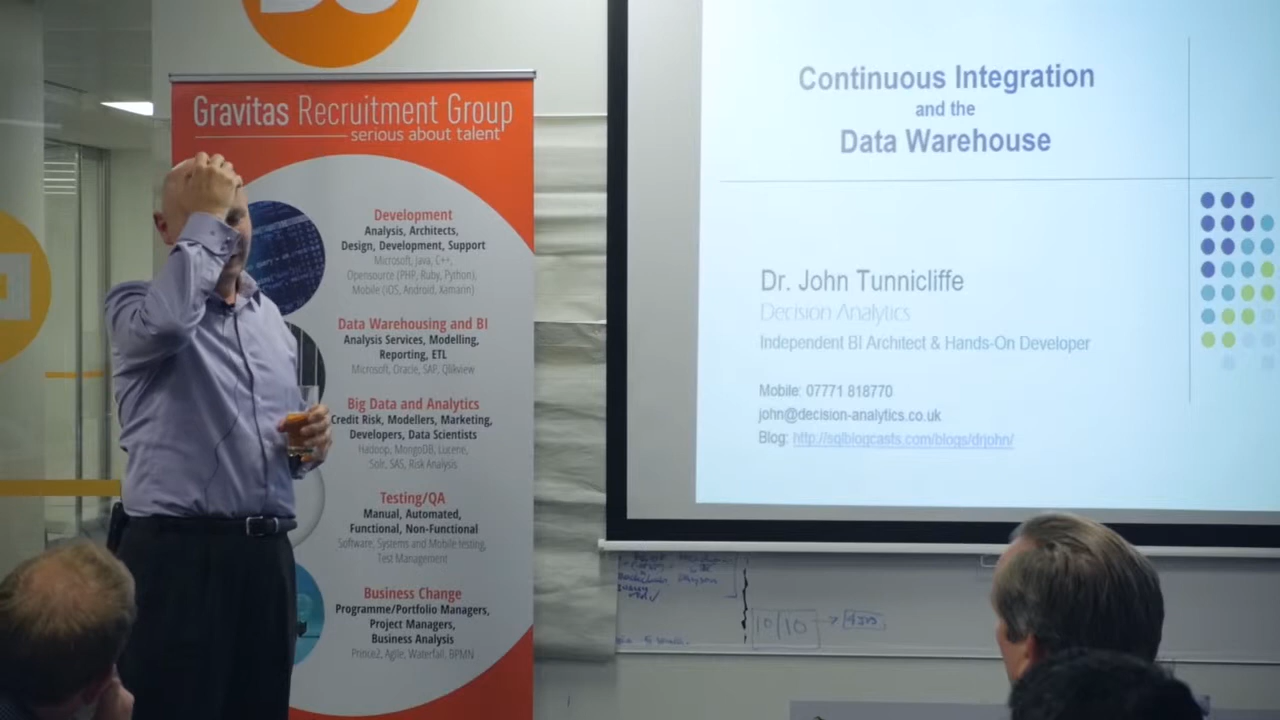 Gravitas Recruitment Group
serious about talent
Development
Analysis, Architects,
Design, Development, Support
Microsoft, Java, C++,
Opensource (PHP, Ruby, Python),
Mobile (iOS, Android, Xamarin)
Data Warehousing and BI
Analysis Services, Modelling,
Reporting, ETL
Microsoft, Oracle, SAP, Qlikview
Big Data and Analytics
Credit Risk, Modellers, Marketing,
Developers, Data Scientists
Hadoop, MongoDB, Lucene,
Solr, SAS, Risk Analysis
Testing/QA
Manual, Automated,
Functional, Non-Functional
Software, Systems and Mobile testing,
Test Management
Business Change
Programme/Portfolio Managers,
Project Managers,
Business Analysis
Prince2, Agile, Waterfall, BPMN
Continuous Integration
and the
Data Warehouse
Dr. John Tunnicliffe
Decision Analytics
Independent BI Architect & Hands-On Developer
Mobile: 07771 818770
john@decision-analytics.co.uk
Blog: http://sqlblogcasts.com/blogs/drjohn/
10/10